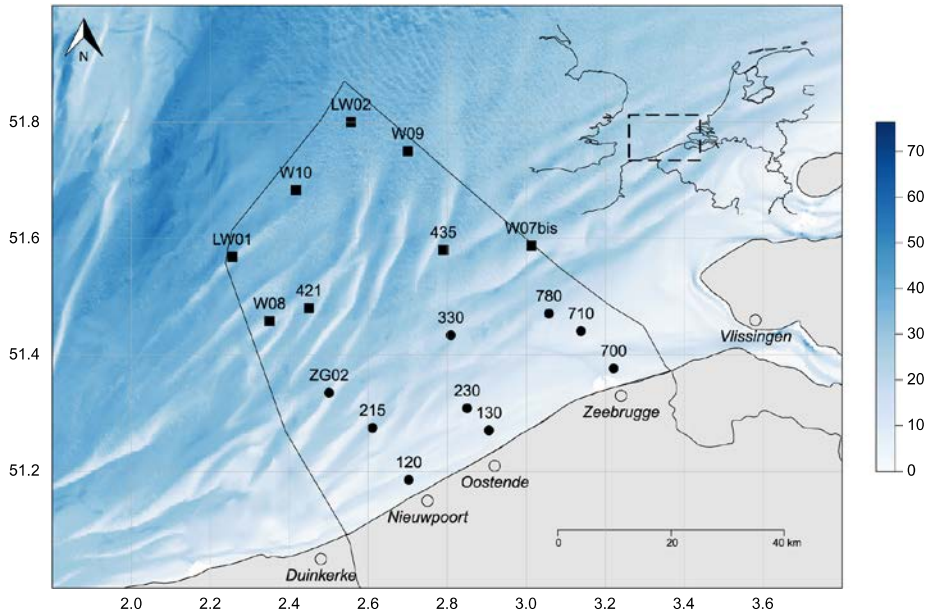 N
51.8
51.6
51.4
51.2
2.0 2.2 2.4 2.6 2.8 3.0 3.2 3.4 3.6
LW02
W09
W10
LW01
435
W07bis
W08
421
780
710
330
700
ZG02
230
215
130
120
Vlissingen
Zeebrugge
Oostende
Nieuwpoort
Duinkerke
0 20 40 km
70
60
50
40
30
20
10
0